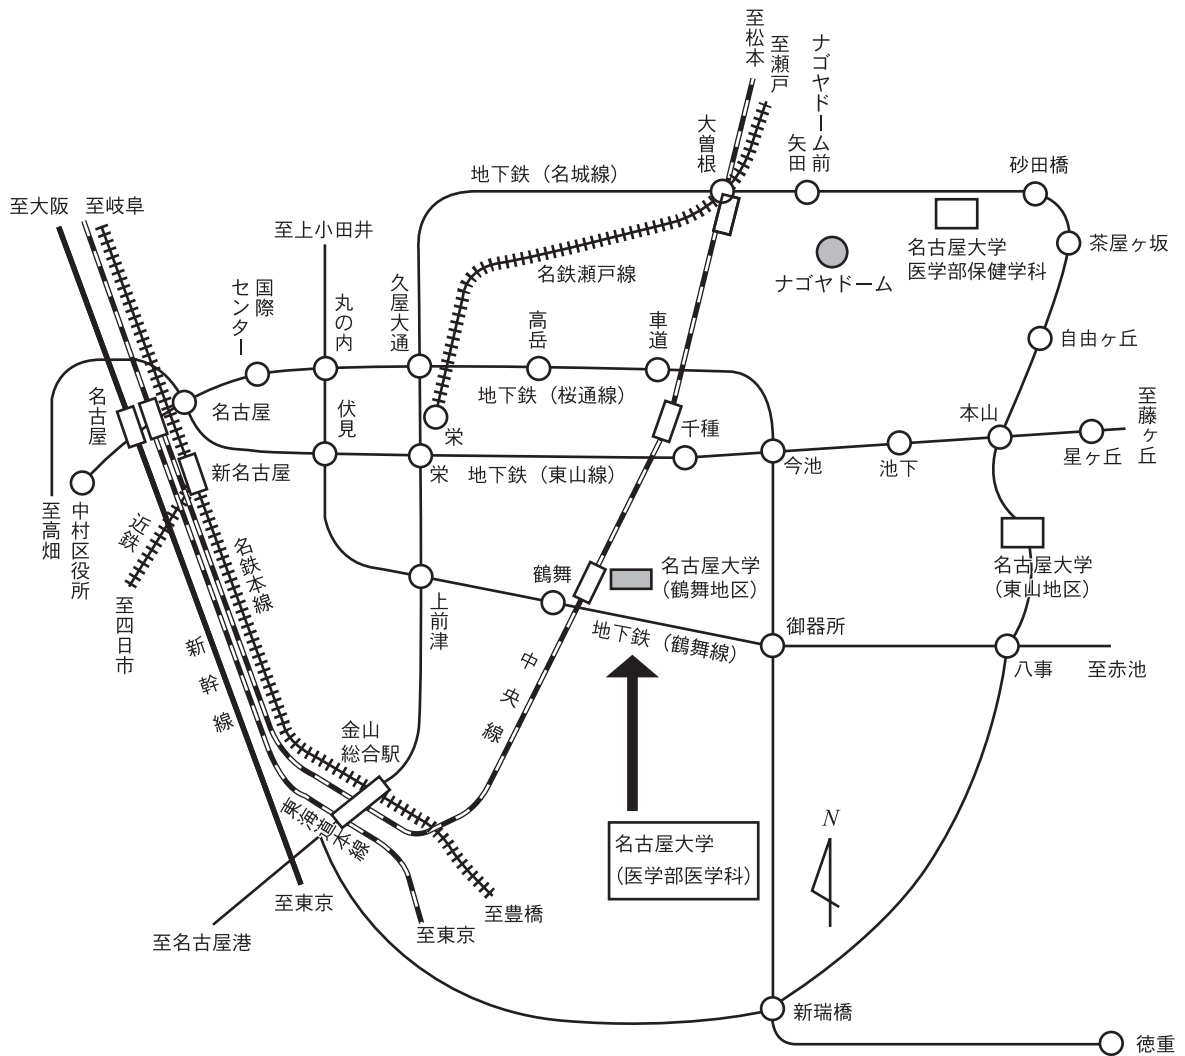 至松本
至瀬戸
ナゴヤドーム前
矢田
大曽根
砂田橋
地下鉄（名城線）
至大阪
至岐阜
至上小田井
名古屋大学
医学部保健学科
茶屋ヶ坂
ナゴヤドーム
名鉄瀬戸線
国際
センター
丸の内
久屋大通
高岳
車道
自由ヶ丘
名古屋
名古屋
伏見
栄
地下鉄（桜通線）
千種
本山
至藤ヶ丘
星ヶ丘
新名古屋
栄
地下鉄（東山線）
今池
池下
至高畑
中村区役所
近鉄
名鉄本線
至四日市
鶴舞
名古屋大学
（鶴舞地区）
名古屋大学
（東山地区）
上前津
地下鉄（鶴舞線）
御器所
八事
至赤池
新幹線
中央線
金山
総合駅
東海道本線
名古屋大学
（医学部医学科）
N
至東京
至豊橋
至東京
至名古屋港
新瑞橋
徳重